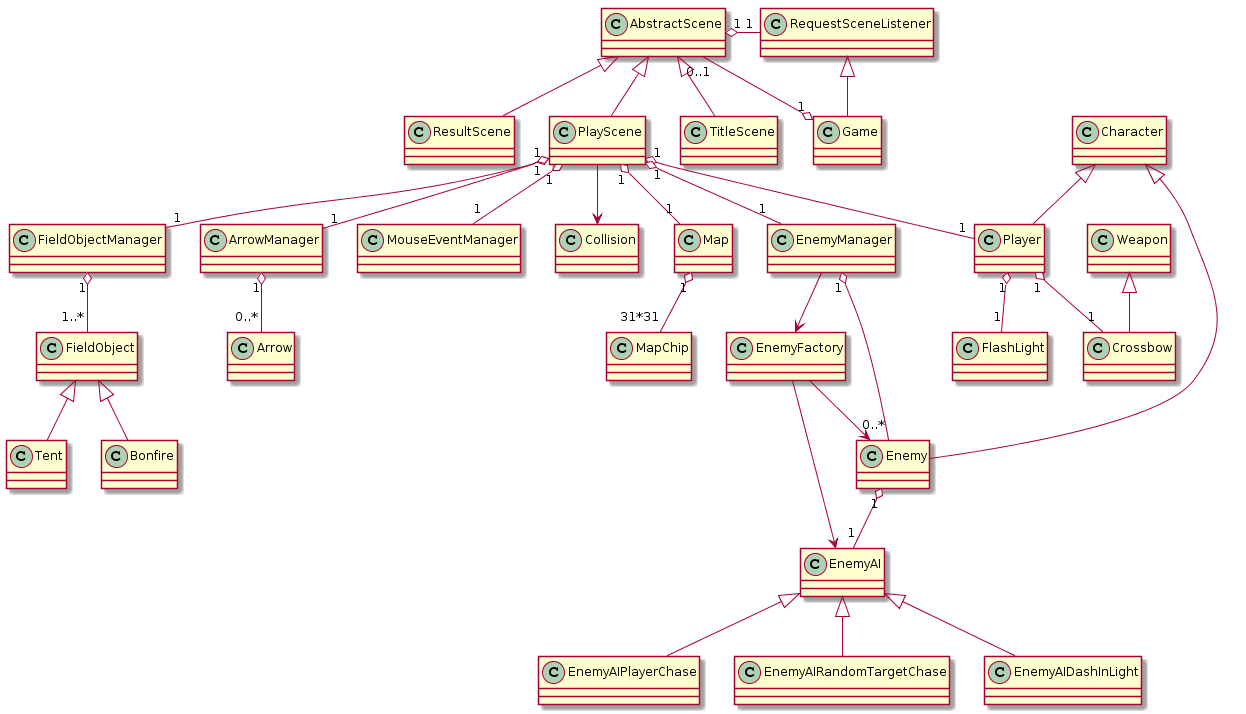 C AbstractScene
1 1
C RequestSceneListener
0..1
1
C ResultScene
C PlayScene
C TitleScene
C Game
C Character
1
1
1
1
1
1
1
1
1
1
1
1
C FieldObjectManager
C ArrowManager
C MouseEventManager
C Collision
C Map
C EnemyManager
C Player
C Weapon
1
1
1
1
1
1
1..*
0..*
31*31
1
1
C FieldObject
C Arrow
C MapChip
C EnemyFactory
C FlashLight
C Crossbow
0..*
C Tent
C Bonfire
C Enemy
1
1
C EnemyAI
C EnemyAIPlayerChase
C EnemyAIRandomTargetChase
C EnemyAIDashInLight